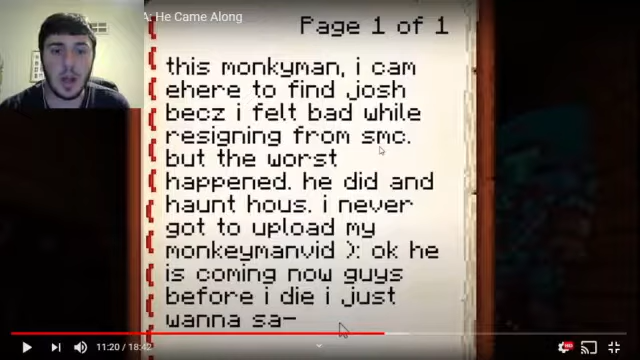 A: He Came Along
Page 1 of 1
this monkyman, i cam
ehere to find josh
becz i felt bad while
resigning from smc.
but the worst
happened. he did and
haunt hous. i never
got to upload my
monkeymanvid ): ok he
is coming now guys
before i die i just
wanna sa-
11:20 / 18:42
HD